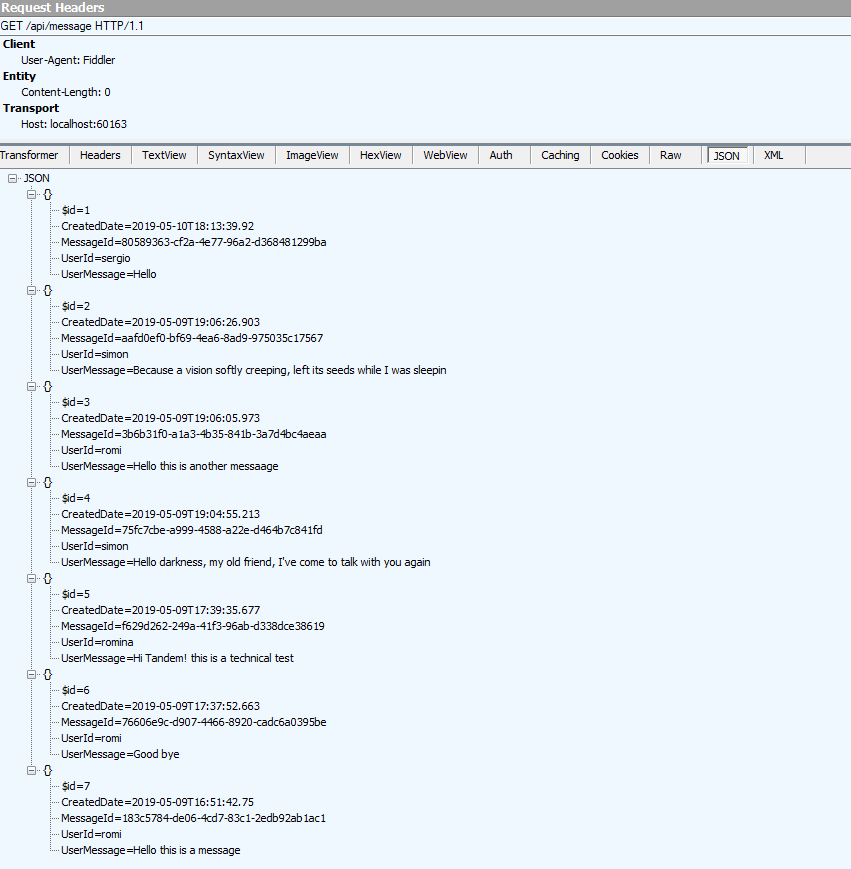 Request Headers
GET /api/message HTTP/1.1
Client
User-Agent: Fiddler
Entity
Content-Length: 0
Transport
Host: localhost:60163
Transformer Headers TextView SyntaxView ImageView HexView WebView Auth Caching Cookies Raw JSON XML
JSON
{}
$id=1
CreatedDate=2019-05-10T18:13:39.92
MessageId=80589363-cf2a-4e77-96a2-d368481299ba
UserId=sergio
UserMessage=Hello
{}
$id=2
CreatedDate=2019-05-09T19:06:26.903
MessageId=aafd0ef0-bf69-4ea6-8ad9-975035c17567
UserId=simon
UserMessage=Because a vision softly creeping, left its seeds while I was sleepin
{}
$id=3
CreatedDate=2019-05-09T19:06:05.973
MessageId=3b6b31f0-a1a3-4b35-841b-3a7d4bc4aeaa
UserId=romi
UserMessage=Hello this is another messaage
{}
$id=4
CreatedDate=2019-05-09T19:04:55.213
MessageId=75fc7cbe-a999-4588-a22e-d464b7c841fd
UserId=simon
UserMessage=Hello darkness, my old friend, I've come to talk with you again
{}
$id=5
CreatedDate=2019-05-09T17:39:35.677
MessageId=f629d262-249a-41f3-96ab-d338dce38619
UserId=romina
UserMessage=Hi Tandem! this is a technical test
{}
$id=6
CreatedDate=2019-05-09T17:37:52.663
MessageId=76606e9c-d907-4466-8920-cadc6a0395be
UserId=romi
UserMessage=Good bye
{}
$id=7
CreatedDate=2019-05-09T16:51:42.75
MessageId=183c5784-de06-4cd7-83c1-2edb92ab1ac1
UserId=romi
UserMessage=Hello this is a message